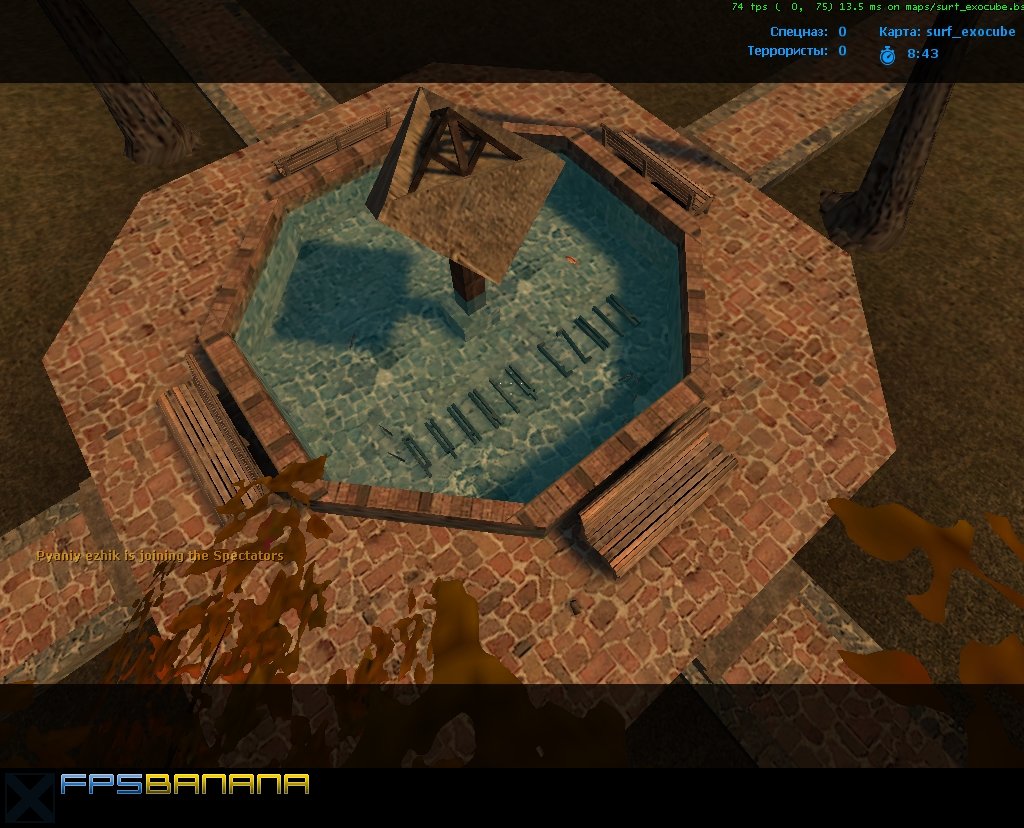 74 fps (  0,  75) 13.5 ms on maps/surf_exocube.bs
Спецназ: 0
Карта: surf_exocube
Террористы: 0
8:43
EZHIK
Pyaniy ezhik is joining the Spectators
FPSBANANA